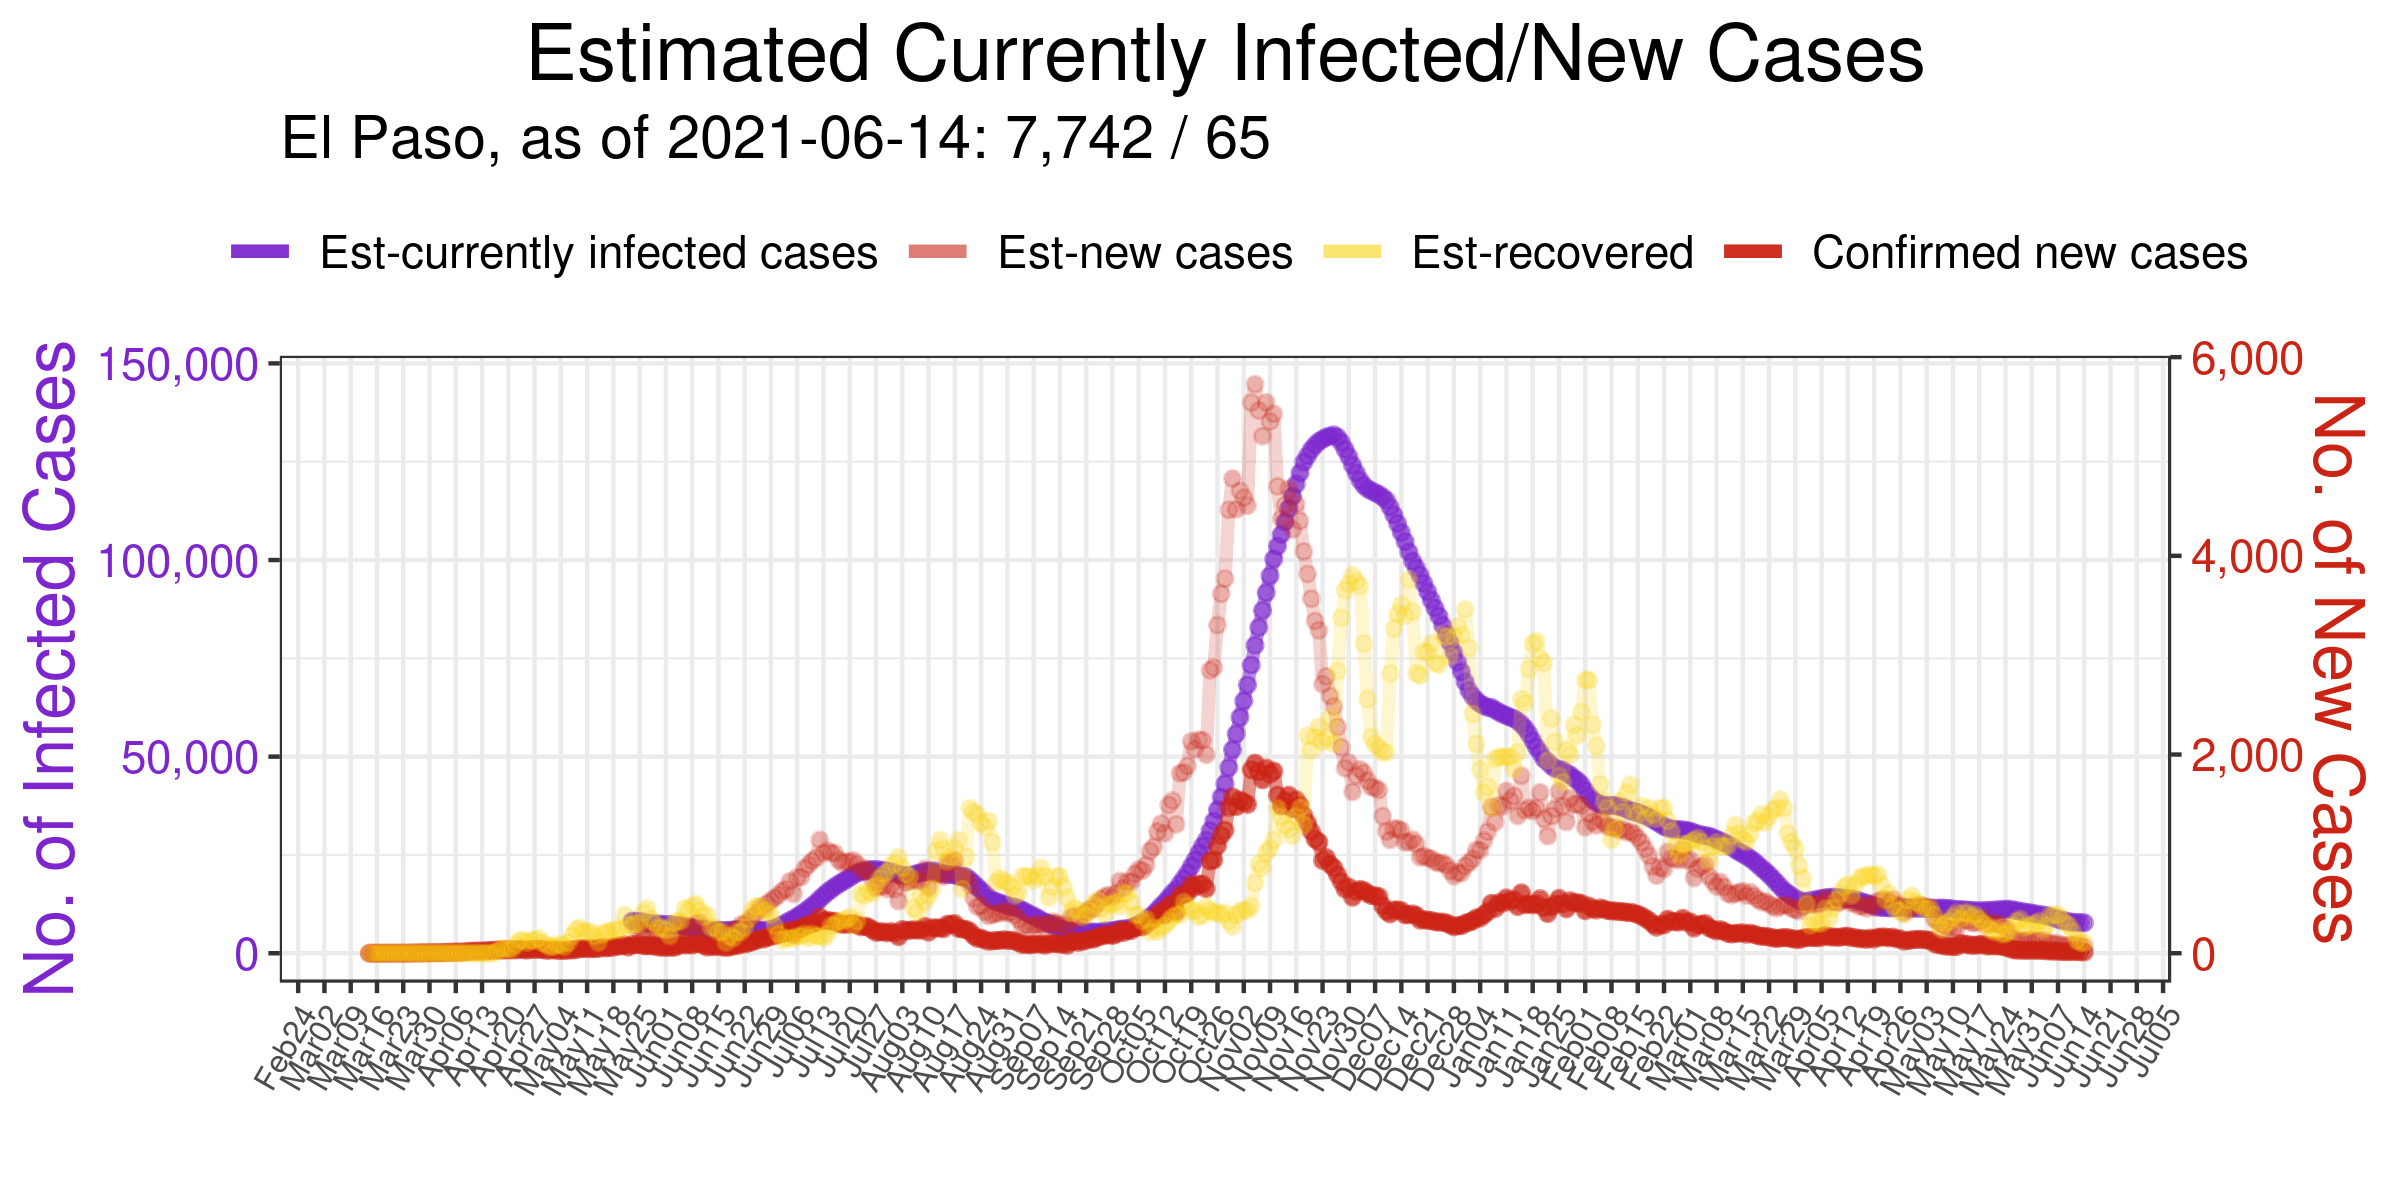 Estimated Currently Infected/New Cases
El Paso, as of 2021-06-14: 7,742 / 65
Est-currently infected cases Est-new cases Est-recovered Confirmed new cases
No. of Infected Cases
150,000
100,000
50,000
0
6,000
4,000
2,000
0
No. of New Cases
Feb24 Mar02 Mar09 Mar16 Mar23 Mar30 Apr06 Apr13 Apr20 Apr27 May04 May11 May18 May25 Jun01 Jun08 Jun15 Jun22 Jun29 Jul06 Jul13 Jul20 Jul27 Aug03 Aug10 Aug17 Aug24 Aug31 Sep07 Sep14 Sep21 Sep28 Oct05 Oct12 Oct19 Oct26 Nov02 Nov09 Nov16 Nov23 Nov30 Dec07 Dec14 Dec21 Dec28 Jan04 Jan11 Jan18 Jan25 Feb01 Feb08 Feb15 Feb22 Mar01 Mar08 Mar15 Mar22 Mar29 Apr05 Apr12 Apr19 Apr26 May03 May10 May17 May24 May31 Jun07 Jun14 Jun21 Jun28 Jul05